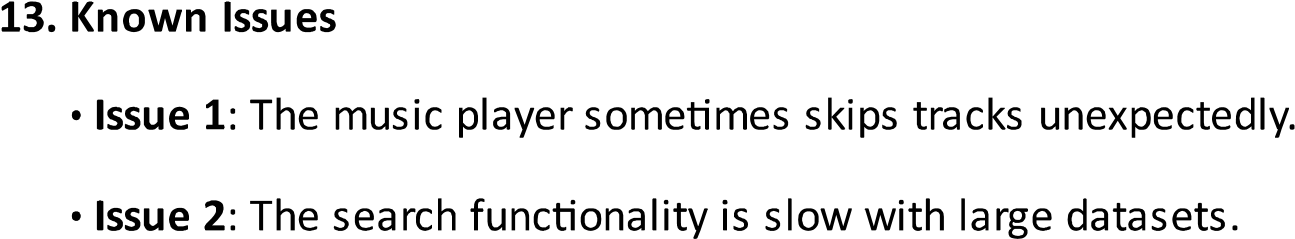 13. Known Issues
• Issue 1: The music player sometimes skips tracks unexpectedly.
• Issue 2: The search functionality is slow with large datasets.